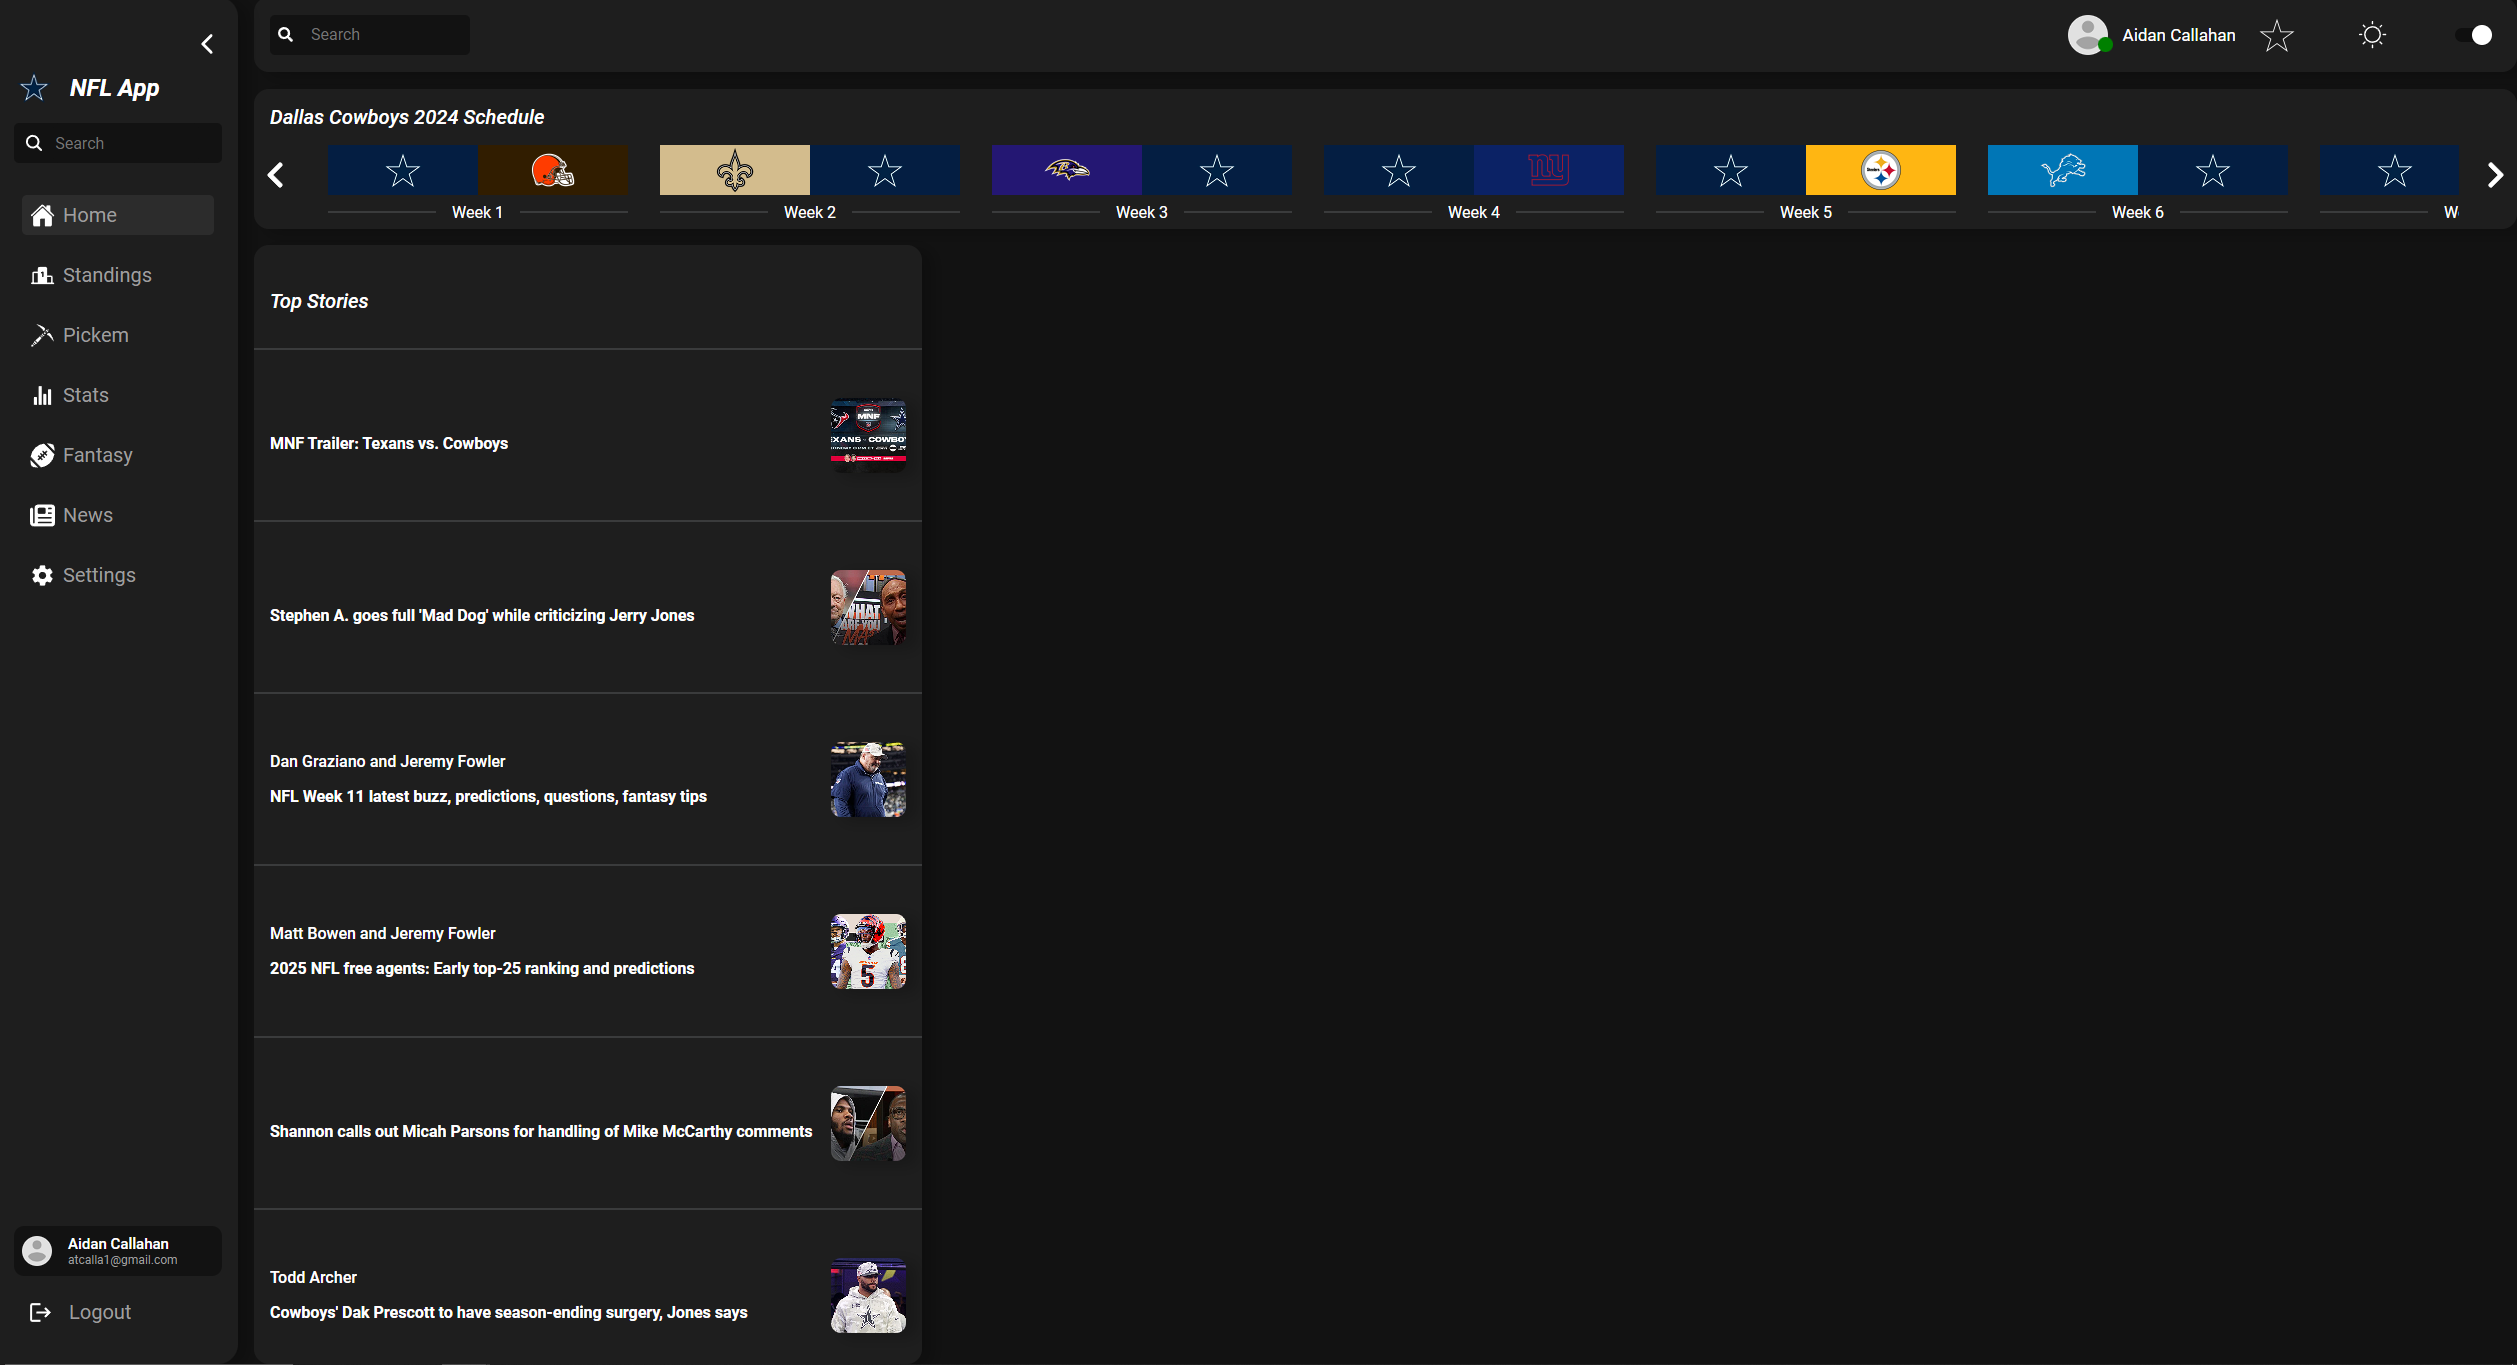 NFL App
Search
Home
Standings
Pickem
Stats
Fantasy
News
Settings
Aidan Callahan
atcalla1@gmail.com
Logout
Search
Aidan Callahan
Dallas Cowboys 2024 Schedule
Week 1
Week 2
Week 3
Week 4
Week 5
Week 6
Top Stories
MNF Trailer: Texans vs. Cowboys
MNF
EXANS COWBOY
Stephen A. goes full 'Mad Dog' while criticizing Jerry Jones
Dan Graziano and Jeremy Fowler
NFL Week 11 latest buzz, predictions, questions, fantasy tips
Matt Bowen and Jeremy Fowler
2025 NFL free agents: Early top-25 ranking and predictions
5
Shannon calls out Micah Parsons for handling of Mike McCarthy comments
Todd Archer
Cowboys' Dak Prescott to have season-ending surgery, Jones says